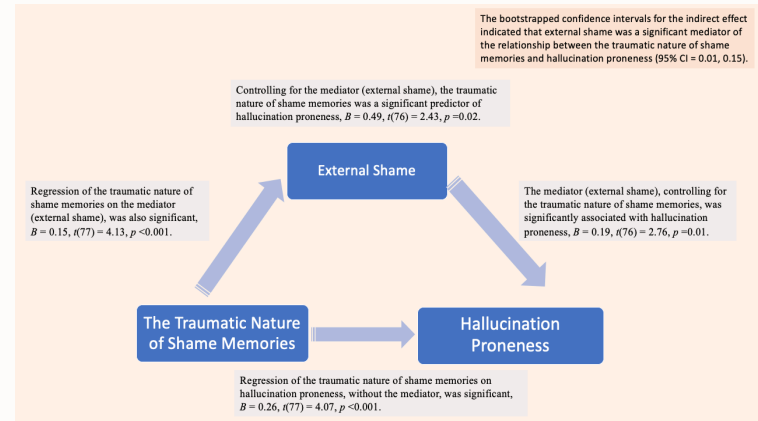 The bootstrapped confidence intervals for the indirect effect
indicated that external shame was a significant mediator of
the relationship between the traumatic nature of shame
memories and hallucination proneness (95% CI = 0.01, 0.15).
Controlling for the mediator (external shame), the traumatic
nature of shame memories was a significant predictor of
hallucination proneness, B = 0.49, t(76) = 2.43, p =0.02.
External Shame
Regression of the traumatic nature of
shame memories on the mediator
(external shame), was also significant,
B = 0.15, t(77) = 4.13, p <0.001.
The mediator (external shame), controlling for
the traumatic nature of shame memories, was
significantly associated with hallucination
proneness, B = 0.19, t(76) = 2.76, p =0.01.
The Traumatic Nature
of Shame Memories
Hallucination
Proneness
Regression of the traumatic nature of shame memories on
hallucination proneness, without the mediator, was significant,
B = 0.26, t(77) = 4.07, p <0.001.